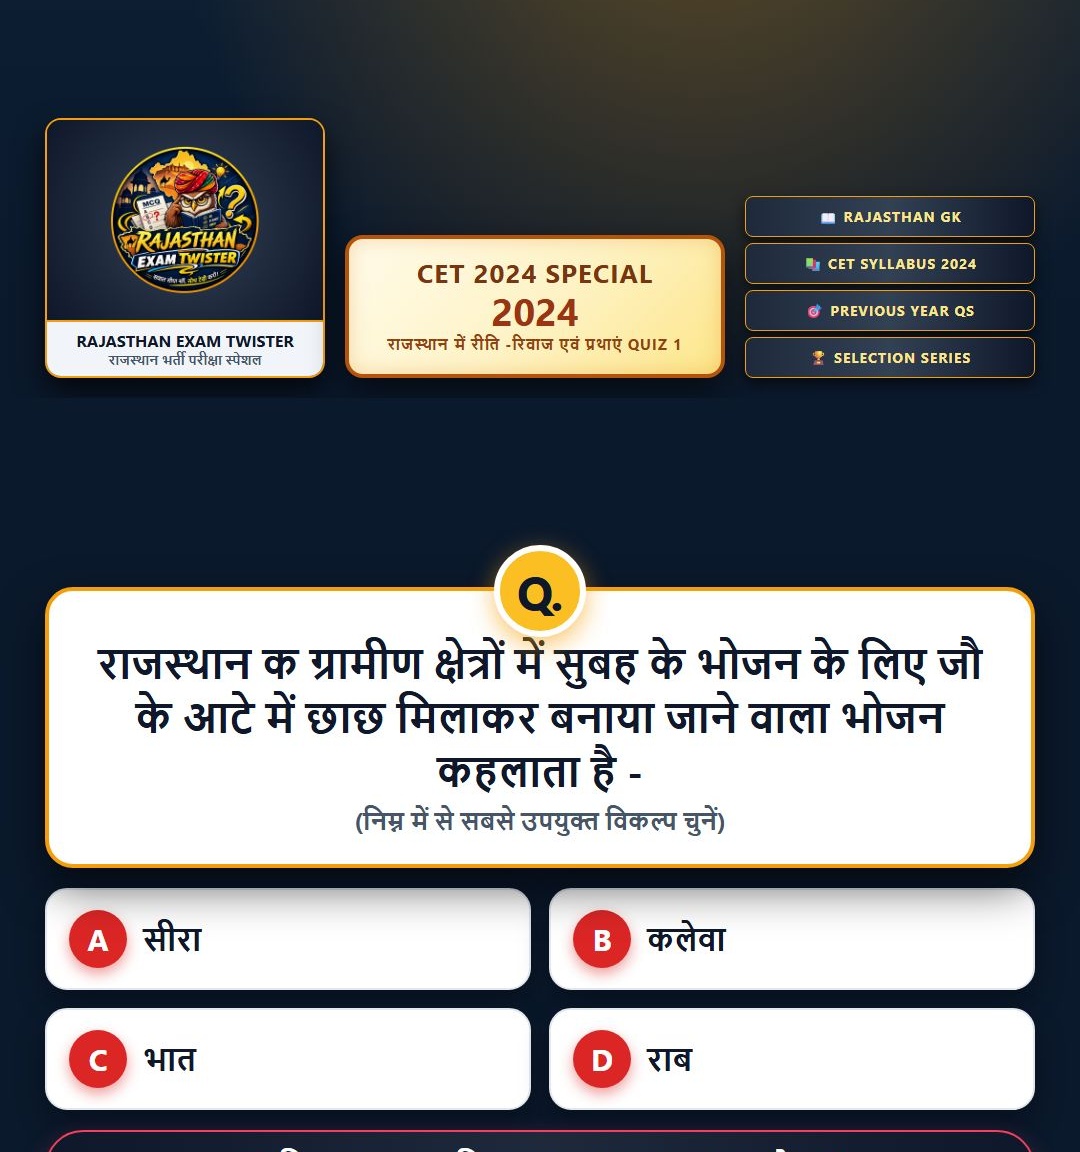 MCQ
?
RAJASTHAN
EXAM TWISTER
RAJASTHAN EXAM TWISTER
राजस्थान भर्ती परीक्षा स्पेशल
CET 2024 SPECIAL
2024
राजस्थान में रीति -रिवाज एवं प्रथाएं QUIZ 1
RAJASTHAN GK
CET SYLLABUS 2024
PREVIOUS YEAR QS
SELECTION SERIES
Q.
राजस्थान क ग्रामीण क्षेत्रों में सुबह के भोजन के लिए जौ
के आटे में छाछ मिलाकर बनाया जाने वाला भोजन
कहलाता है -
(निम्न में से सबसे उपयुक्त विकल्प चुनें)
A सीरा
B कलेवा
C भात
D राब